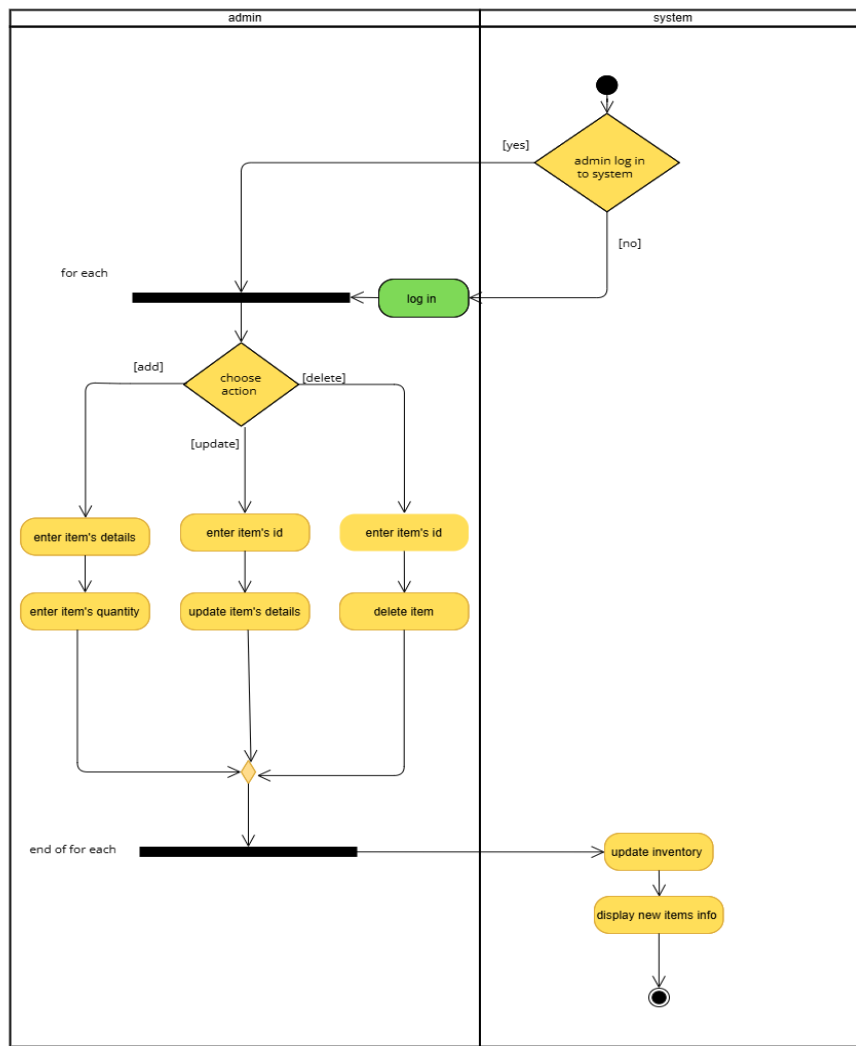 admin
system
[yes]
admin log in
to system
[no]
for each
log in
[add]
choose
action
[delete]
[update]
enter item's details
enter item's id
enter item's id
enter item's quantity
update item's details
delete item
end of for each
update inventory
display new items info